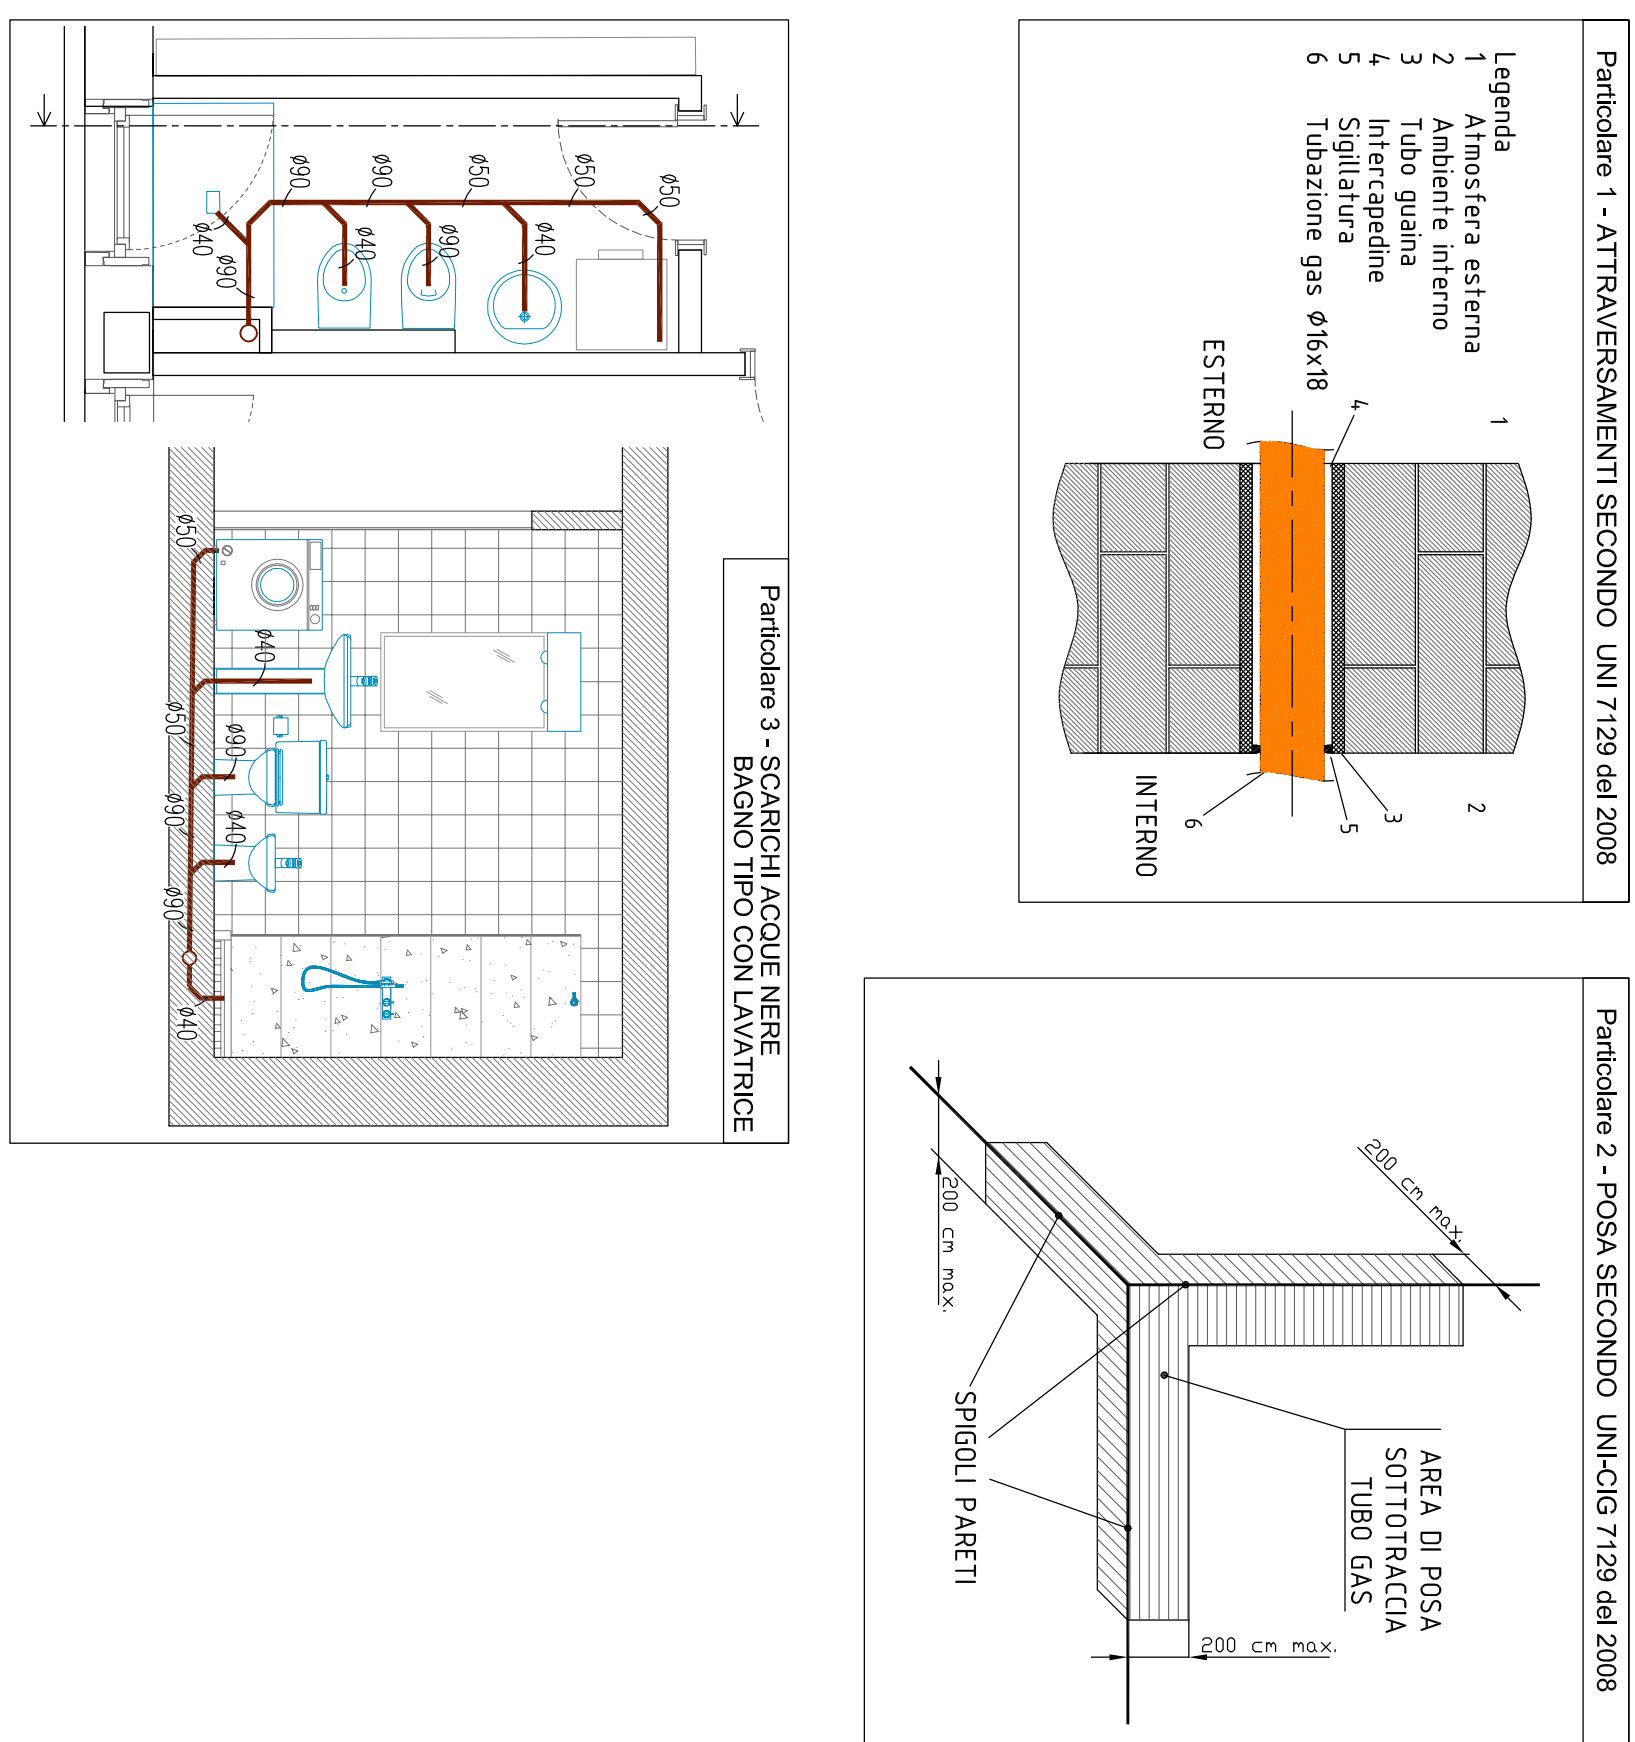 Particolare 1 - ATTRAVERSAMENTI SECONDO UNI 7129 del 2008
Legenda
1 Atmosfera esterna
2 Ambiente interno
3 Tubo guaina
4 Intercapedine
5 Sigillatura
6 Tubazione gas Ø16x18
1
4
ESTERNO
2
3
5
6
INTERNO
Particolare 2 - POSA SECONDO UNI-CIG 7129 del 2008
200 cm max.
AREA DI POSA
SOTTOTRACCIA
TUBO GAS
200 cm max.
200 cm max.
SPIGOLI PARETI
Particolare 3 - SCARICHI ACQUE NERE
BAGNO TIPO CON LAVATRICE
Ø50
Ø50
Ø50
Ø90
Ø90
Ø40
Ø90
Ø40
Ø40
Ø90
Ø50
Ø40
Ø50
Ø90
Ø90
Ø40
Ø90
Ø40